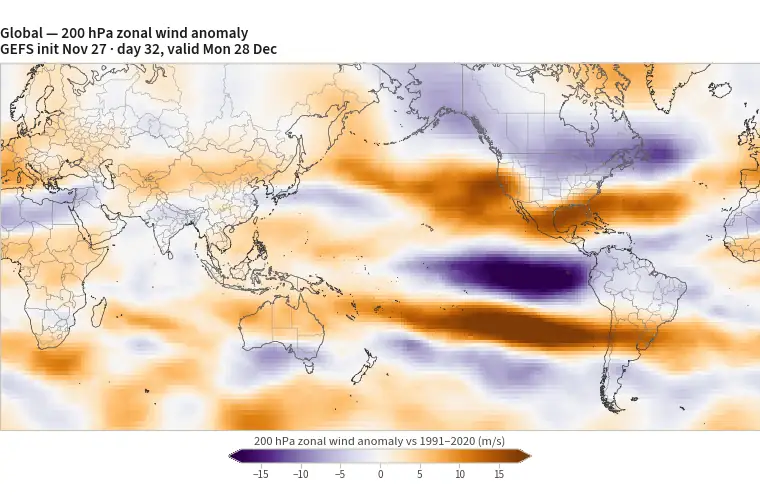 Global — 200 hPa zonal wind anomaly
GEFS init Nov 27 · day 32, valid Mon 28 Dec
200 hPa zonal wind anomaly vs 1991–2020 (m/s)
−15 −10 −5 0 5 10 15